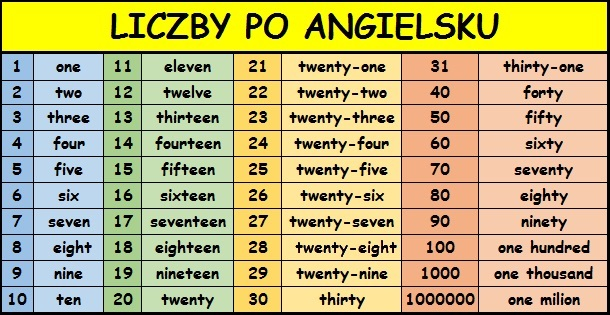 LICZBY PO ANGIELSKU
1 one 11 eleven 21 twenty-one 31 thirty-one
2 two 12 twelve 22 twenty-two 40 forty
3 three 13 thirteen 23 twenty-three 50 fifty
4 four 14 fourteen 24 twenty-four 60 sixty
5 five 15 fifteen 25 twenty-five 70 seventy
6 six 16 sixteen 26 twenty-six 80 eighty
7 seven 17 seventeen 27 twenty-seven 90 ninety
8 eight 18 eighteen 28 twenty-eight 100 one hundred
9 nine 19 nineteen 29 twenty-nine 1000 one thousand
10 ten 20 twenty 30 thirty 1000000 one milion